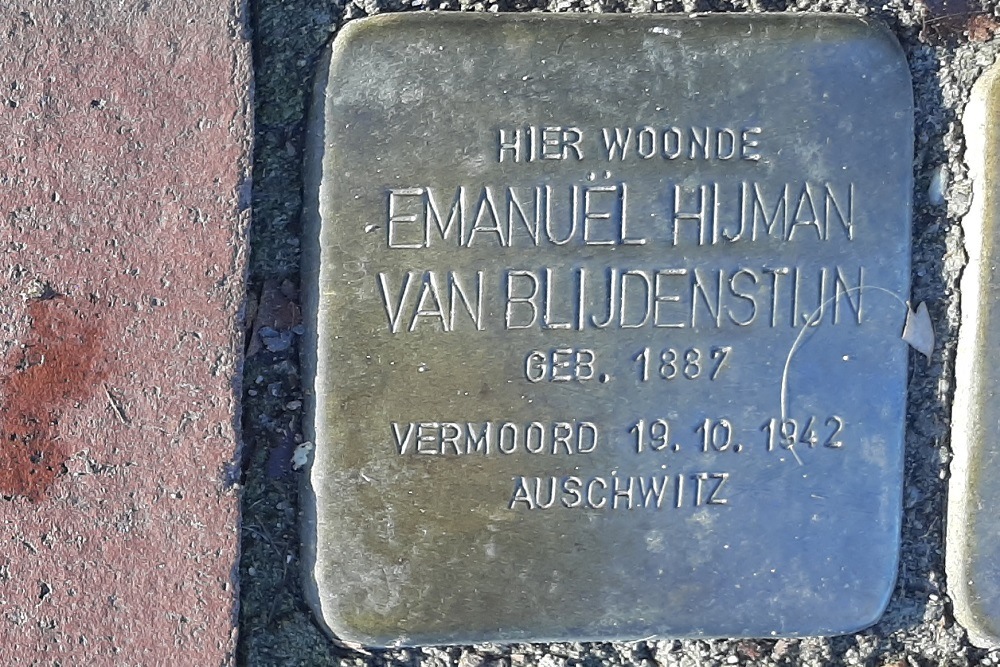 HIER WOONDE
EMANUËL HIJMAN
VAN BLIJDENSTIJN
GEB. 1887
VERMOORD 19.10.1942
AUSCHWITZ